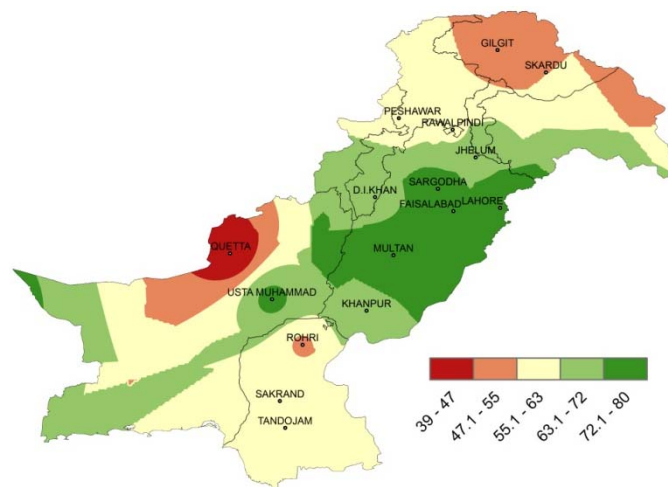 GILGIT
SKARDU
PESHAWAR
RAWALPINDI
JHELUM
SARGODHA
D.I.KHAN
FAISALABAD
LAHORE
QUETTA
MULTAN
USTA MUHAMMAD
KHANPUR
ROHRI
SAKRAND
TANDOJAM
39 - 47
47.1 - 55
55.1 - 63
63.1 - 72
72.1 - 80